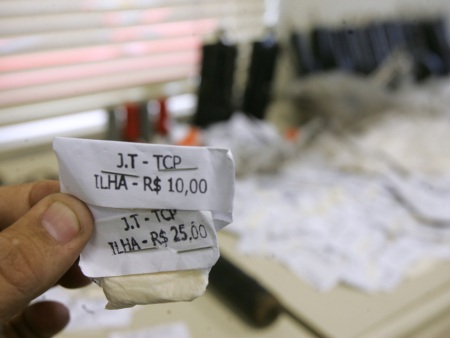 J.T - TCP
ILHA - R$ 10,00
J.T - TCP
ILHA - R$ 25,00